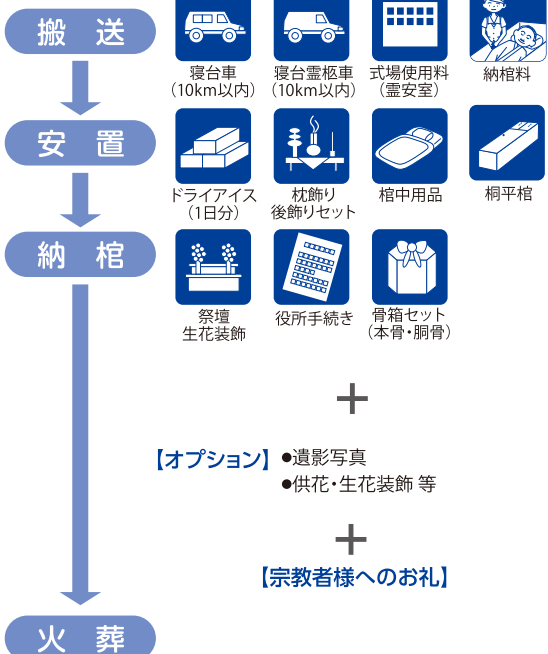 搬 送
寝台車
(10km以内)
寝台霊柩車
(10km以内)
式場使用料
(霊安室)
納棺料
安 置
ドライアイス
(1日分)
枕飾り
後飾りセット
棺中用品
桐平棺
納 棺
祭壇
生花装飾
役所手続き
骨箱セット
(本骨・胴骨)
+
【オプション】 ●遺影写真
●供花・生花装飾 等
+
【宗教者様へのお礼】
火 葬